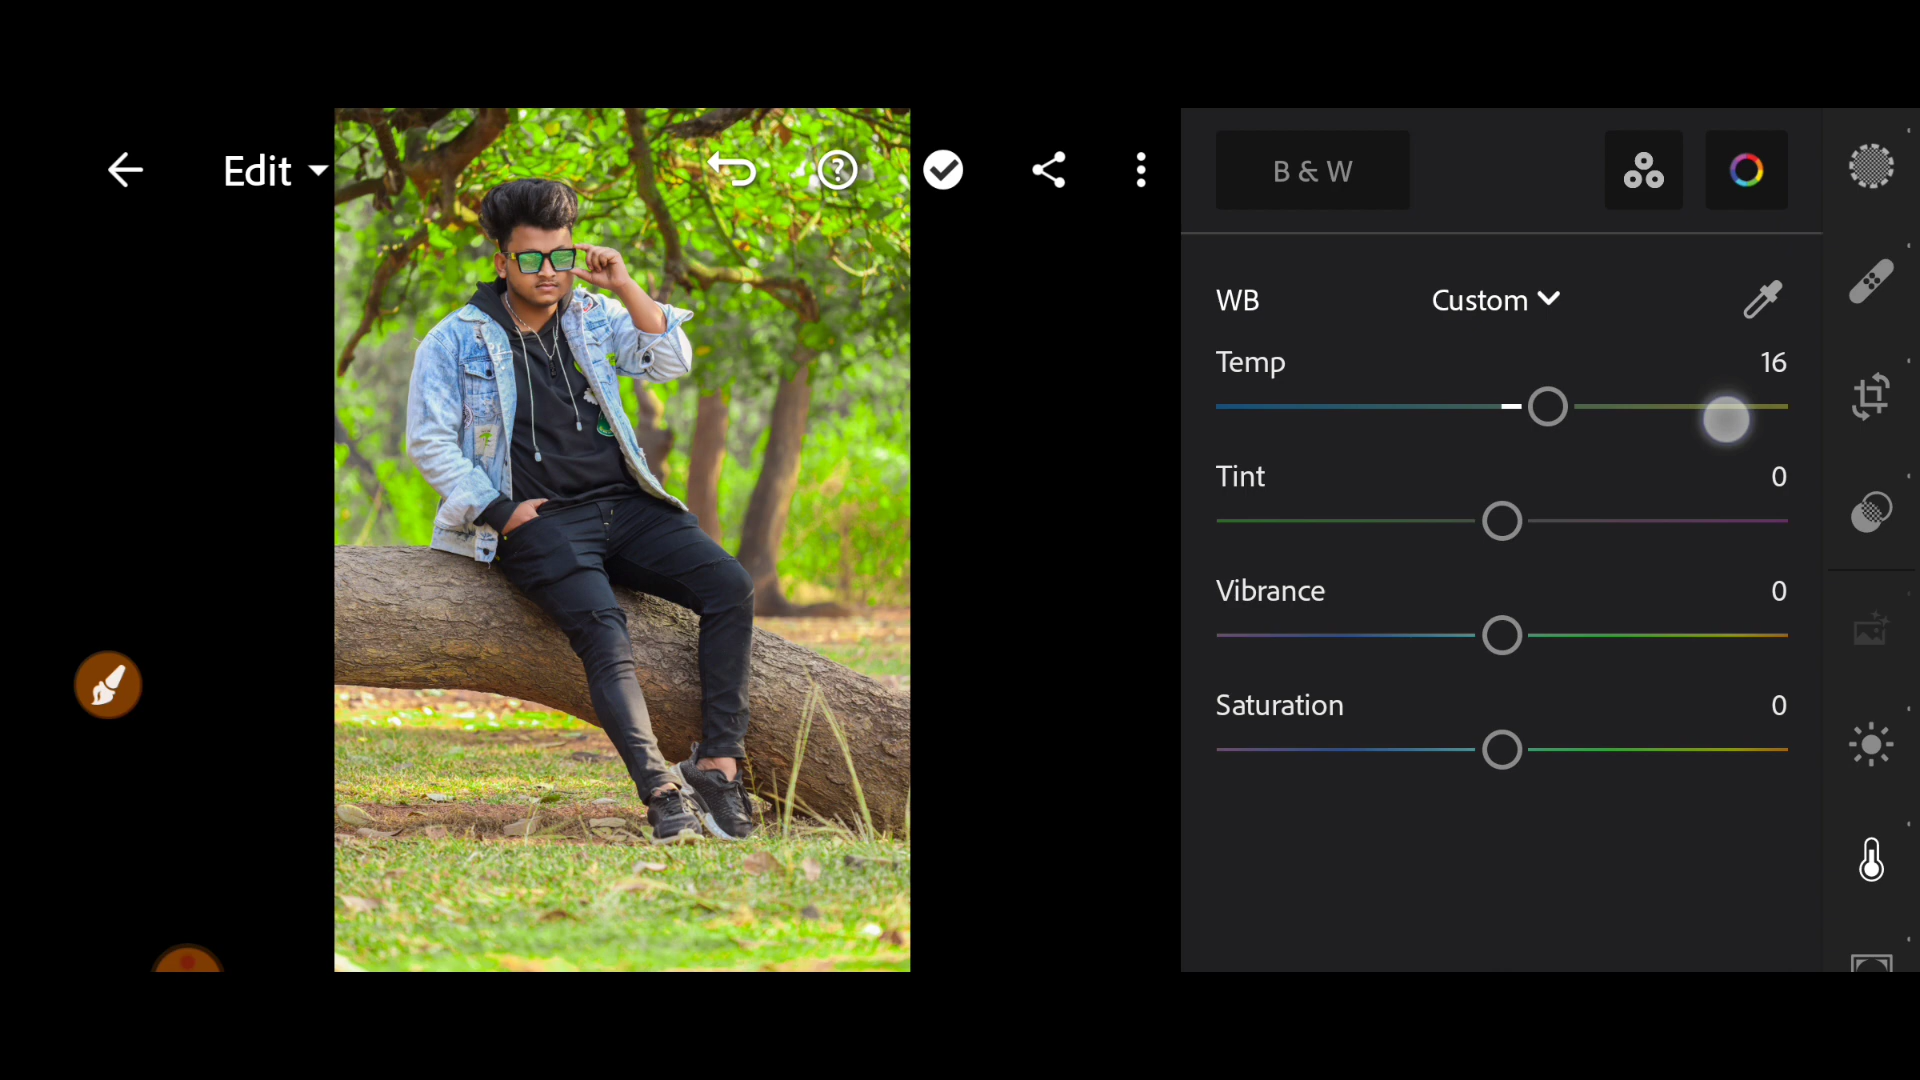 Edit
B & W
WB
Custom
Temp
16
Tint
0
Vibrance
0
Saturation
0